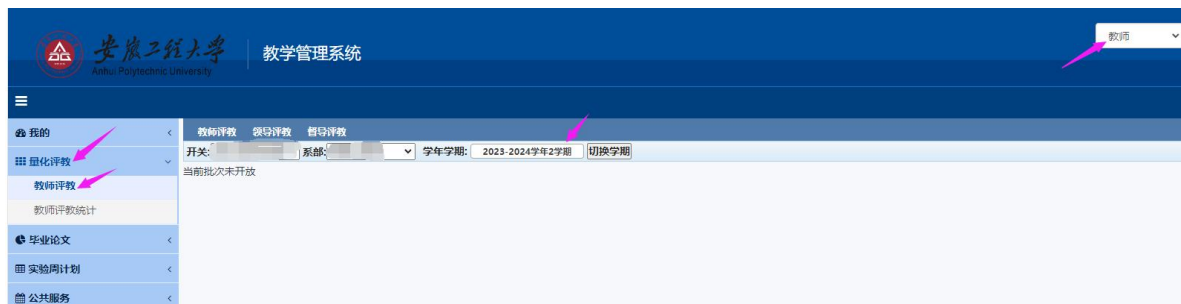 安徽工程大学
Anhui Polytechnic University
教学管理系统
教师
我的
量化评教
教师评教
教师评教统计
毕业论文
实验周计划
公共服务
教师评教 领导评教 督导评教
开关: 系部: 学年学期: 2023-2024学年2学期 切换学期
当前批次未开放